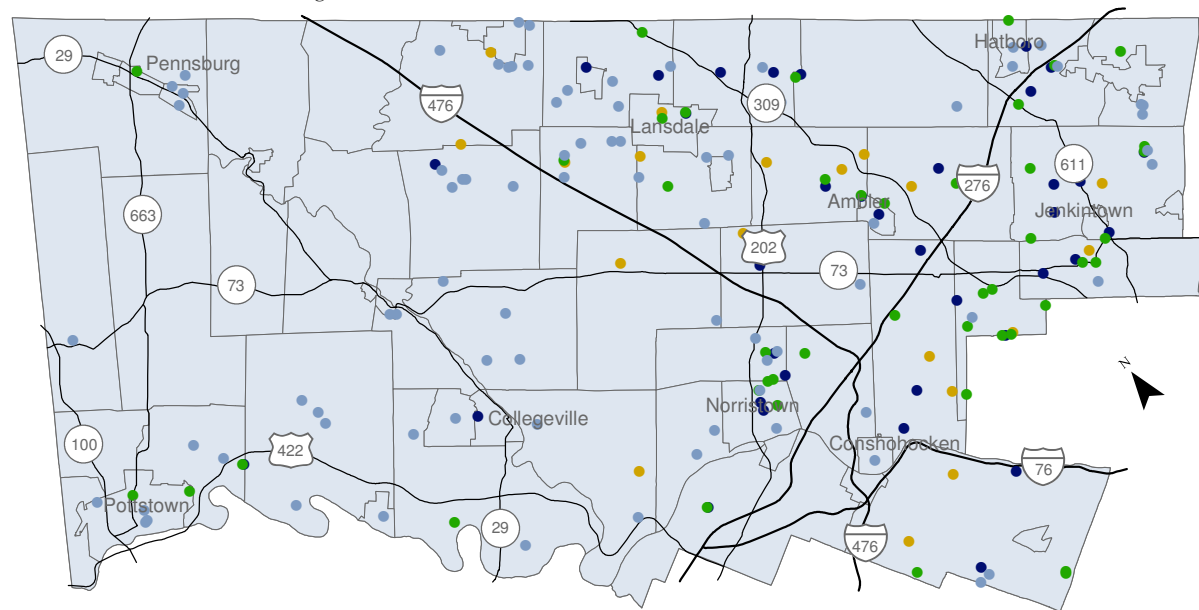 Hatboro
29
Pennsburg
476
309
Lansdale
611
276
Ambler
Jenkintown
663
202
73
73
N
Norristown
Collegeville
100
422
Conshohocken
76
Pottstown
29
476